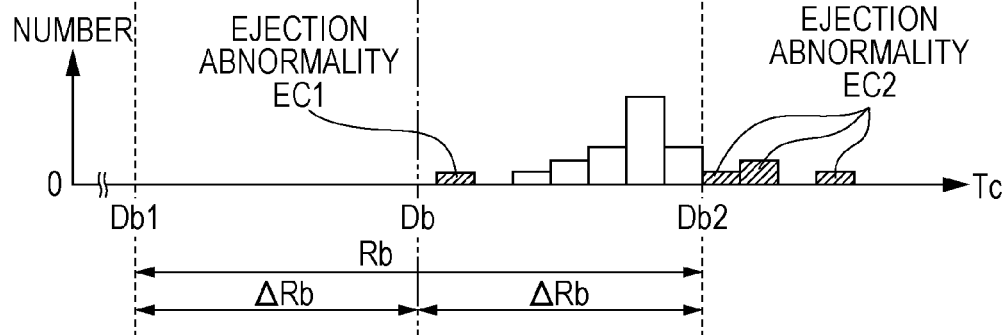 NUMBER
EJECTION
ABNORMALITY
EC1
EJECTION
ABNORMALITY
EC2
0
Tc
Db1
Db
Db2
Rb
ΔRb
ΔRb